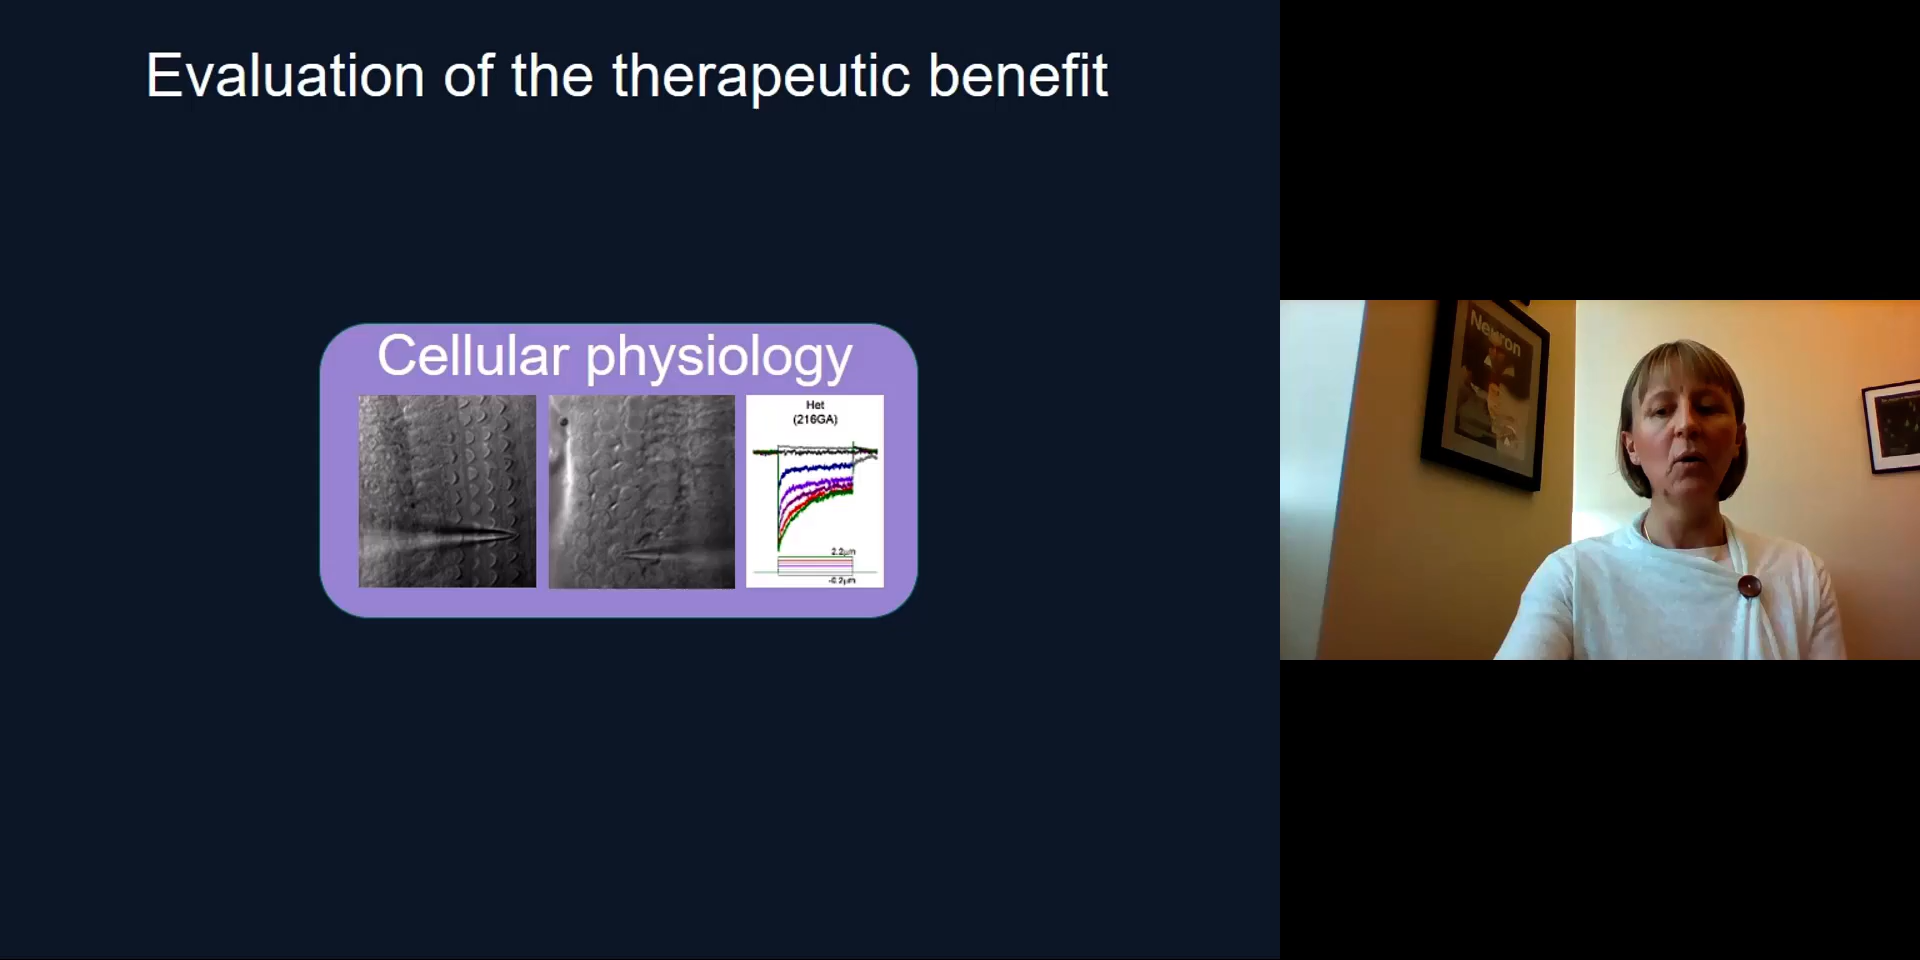 Evaluation of the therapeutic benefit
Cellular physiology
Het
(216GA)
2.2µm
-0.2µm
Neuron